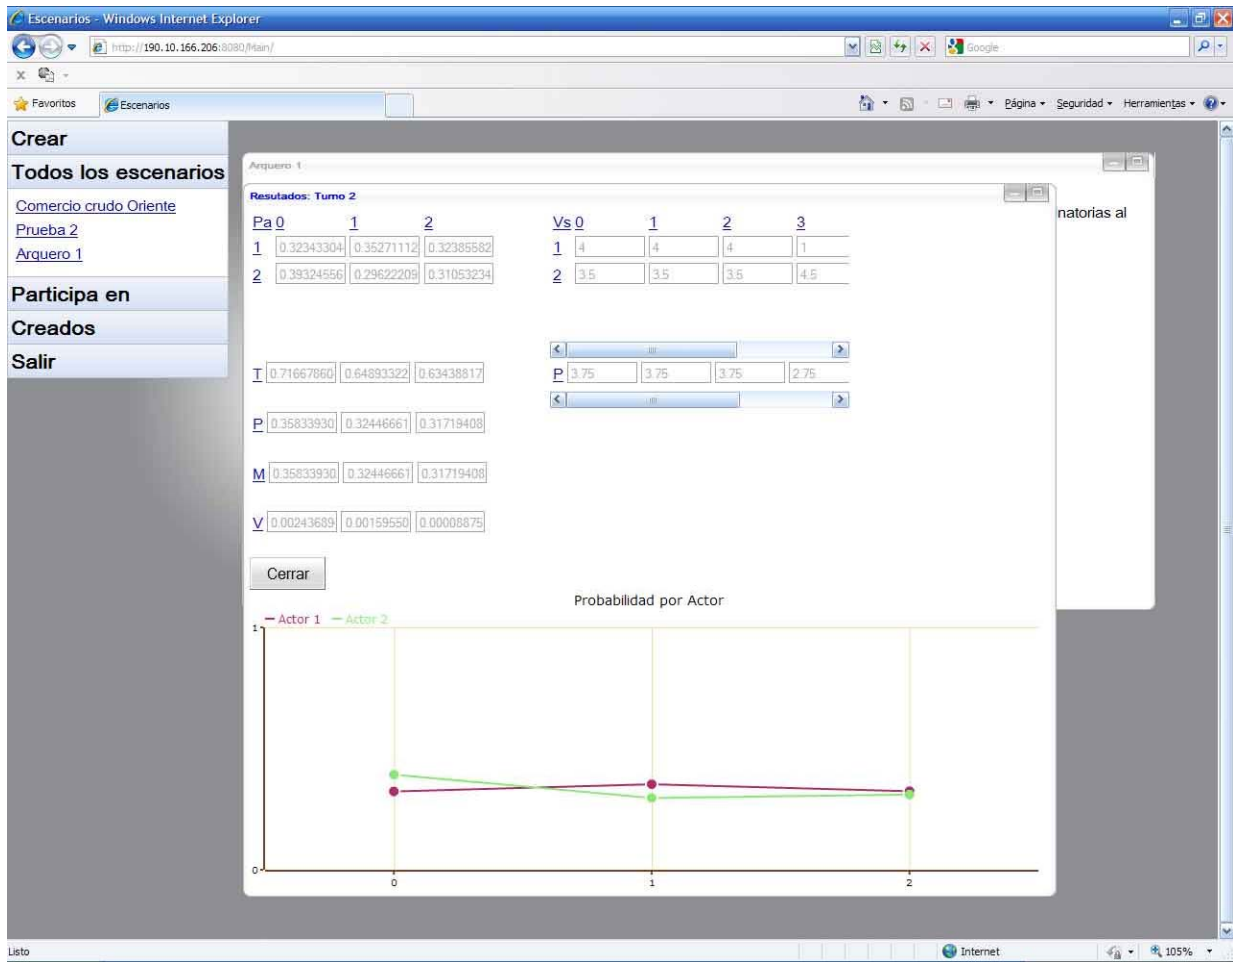 Escenarios - Windows Internet Explorer
http://190.10.166.206:8080/Main/
Google
x
Favoritos Escenarios Página Seguridad Herramientas
Crear
Todos los escenarios
Comercio crudo Oriente
Prueba 2
Arquero 1
Participa en
Creados
Salir
Arquero 1
natorias al
Resutados: Turno 2
Pa 0 1 2
1 0.32343304 0.35271112 0.32385582
2 0.39324556 0.29622209 0.31053234
T 0.71667860 0.64893322 0.63438817
P 0.35833930 0.32446661 0.31719408
M 0.35833930 0.32446661 0.31719408
V 0.00243689 0.00159550 0.00008875
Vs 0 1 2 3
1 4 4 4 1
2 3.5 3.5 3.5 4.5
P 3.75 3.75 3.75 2.75
Cerrar
Probabilidad por Actor
Actor 1 Actor 2
1
0
0 1 2
Listo Internet 105%